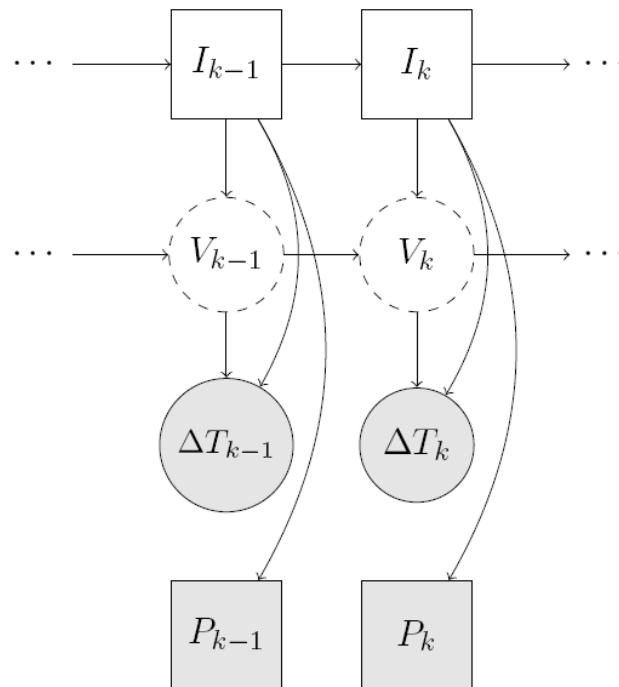 ··· I_{k−1} I_k ···
··· V_{k−1} V_k ···
ΔT_{k−1} ΔT_k
P_{k−1} P_k